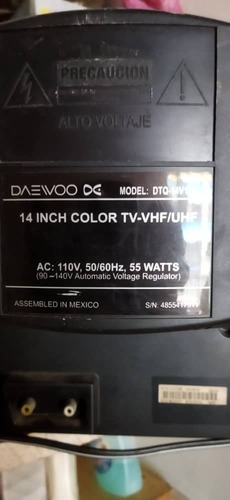 PRECAUCION
ALTO VOLTAJE
DAEWOO
MODEL:
14 INCH COLOR TV-VHF/UHF
AC: 110V, 50/60Hz, 55 WATTS
(90 -140V Automatic Voltage Regulator)
ASSEMBLED IN MEXICO
S/N: